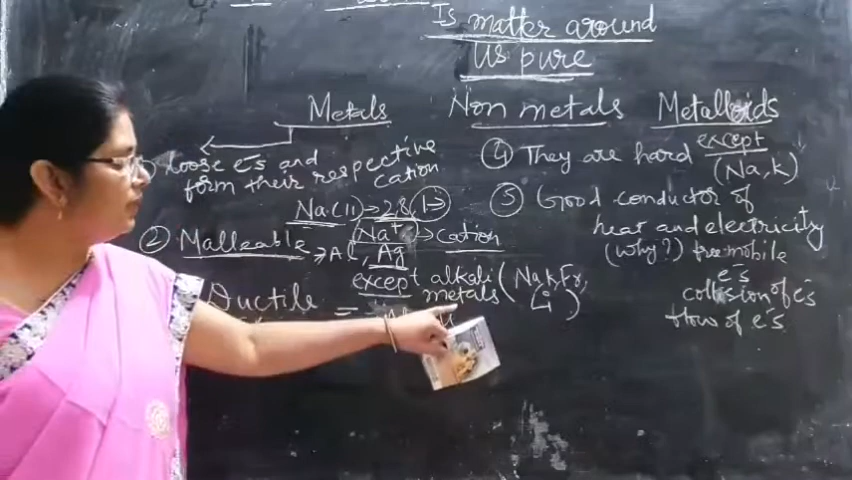 Is matter around
us pure
Metals
Non metals
Metalloids
Loose e⁻s and
form their respective
cation
Na(11) → 2,8,1→
Na⁺ → cation
② Malleable → Al, Ag
except alkali
metals (Na,K,Fr,
Li)
Ductile =
④ They are hard except
(Na,K)
⑤ Good conductor of
heat and electricity
(why?) free mobile
e⁻s
collision of e⁻s
flow of e⁻s